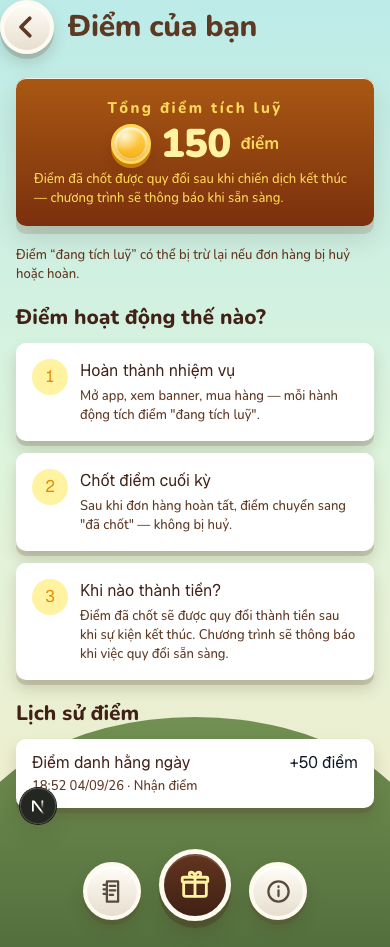 Điểm của bạn
Tổng điểm tích luỹ
150 điểm
Điểm đã chốt được quy đổi sau khi chiến dịch kết thúc
— chương trình sẽ thông báo khi sẵn sàng.
Điểm “đang tích luỹ” có thể bị trừ lại nếu đơn hàng bị huỷ
hoặc hoàn.
Điểm hoạt động thế nào?
1
Hoàn thành nhiệm vụ
Mở app, xem banner, mua hàng — mỗi hành
động tích điểm "đang tích luỹ".
2
Chốt điểm cuối kỳ
Sau khi đơn hàng hoàn tất, điểm chuyển sang
"đã chốt" — không bị huỷ.
3
Khi nào thành tiền?
Điểm đã chốt sẽ được quy đổi thành tiền sau
khi sự kiện kết thúc. Chương trình sẽ thông báo
khi việc quy đổi sẵn sàng.
Lịch sử điểm
Điểm danh hằng ngày +50 điểm
18:52 04/09/26 · Nhận điểm
N